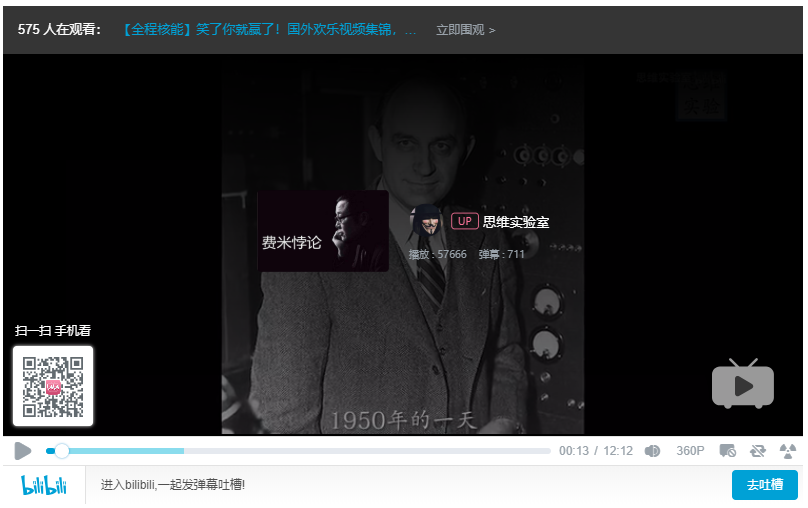 575 人在观看：
【全程核能】笑了你就赢了！国外欢乐视频集锦，...
立即围观 >
费米悖论
UP 思维实验室
播放 : 57666 弹幕 : 711
扫一扫 手机看
1950年的一天
00:13 / 12:12
360P
bilibili
进入bilibili,一起发弹幕吐槽!
去吐槽